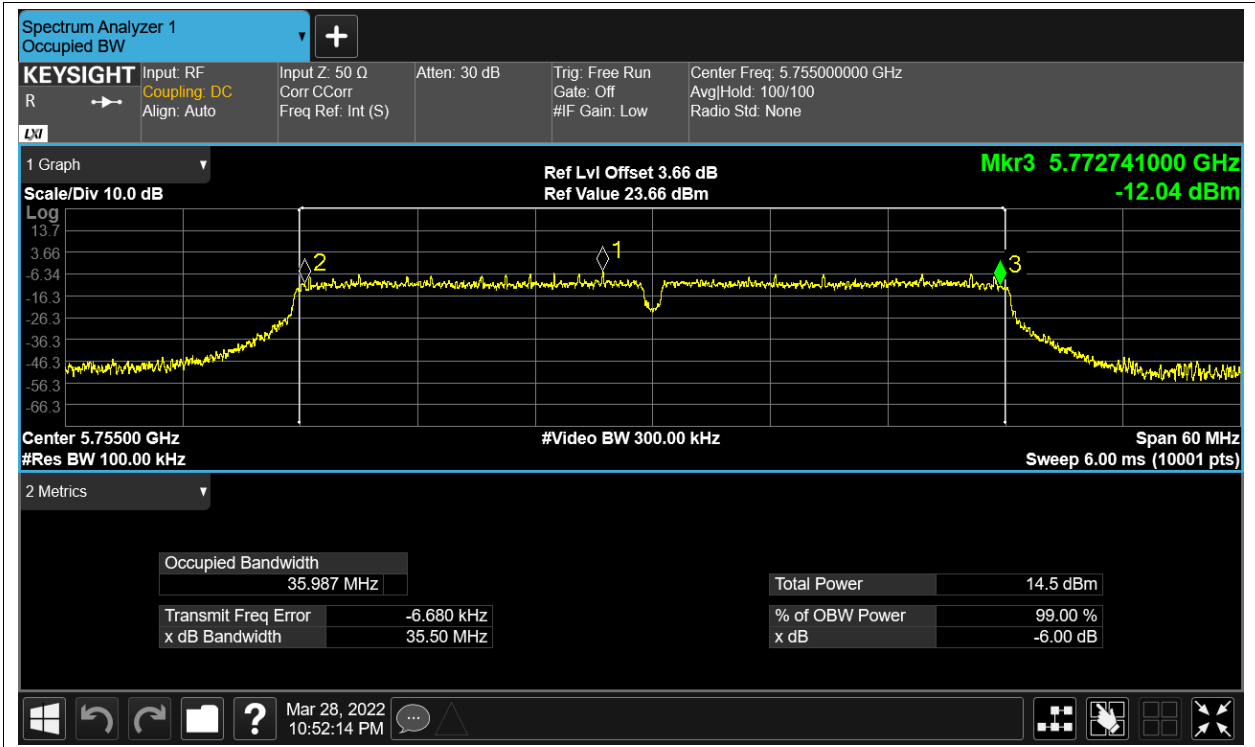 Spectrum Analyzer 1
Occupied BW
KEYSIGHT
R
LXI
Input: RF
Coupling: DC
Align: Auto
Input Z: 50 Ω
Corr CCorr
Freq Ref: Int (S)
Atten: 30 dB
Trig: Free Run
Gate: Off
#IF Gain: Low
Center Freq: 5.755000000 GHz
Avg|Hold: 100/100
Radio Std: None
1 Graph
Ref Lvl Offset 3.66 dB
Mkr3 5.772741000 GHz
Scale/Div 10.0 dB
Ref Value 23.66 dBm
-12.04 dBm
Log
13.7
3.66
-6.34
-16.3
-26.3
-36.3
-46.3
-56.3
-66.3
2
1
3
Center 5.75500 GHz
#Video BW 300.00 kHz
Span 60 MHz
#Res BW 100.00 kHz
Sweep 6.00 ms (10001 pts)
2 Metrics
Occupied Bandwidth
35.987 MHz
Transmit Freq Error -6.680 kHz
x dB Bandwidth 35.50 MHz
Total Power 14.5 dBm
% of OBW Power 99.00 %
x dB -6.00 dB
?
Mar 28, 2022
10:52:14 PM